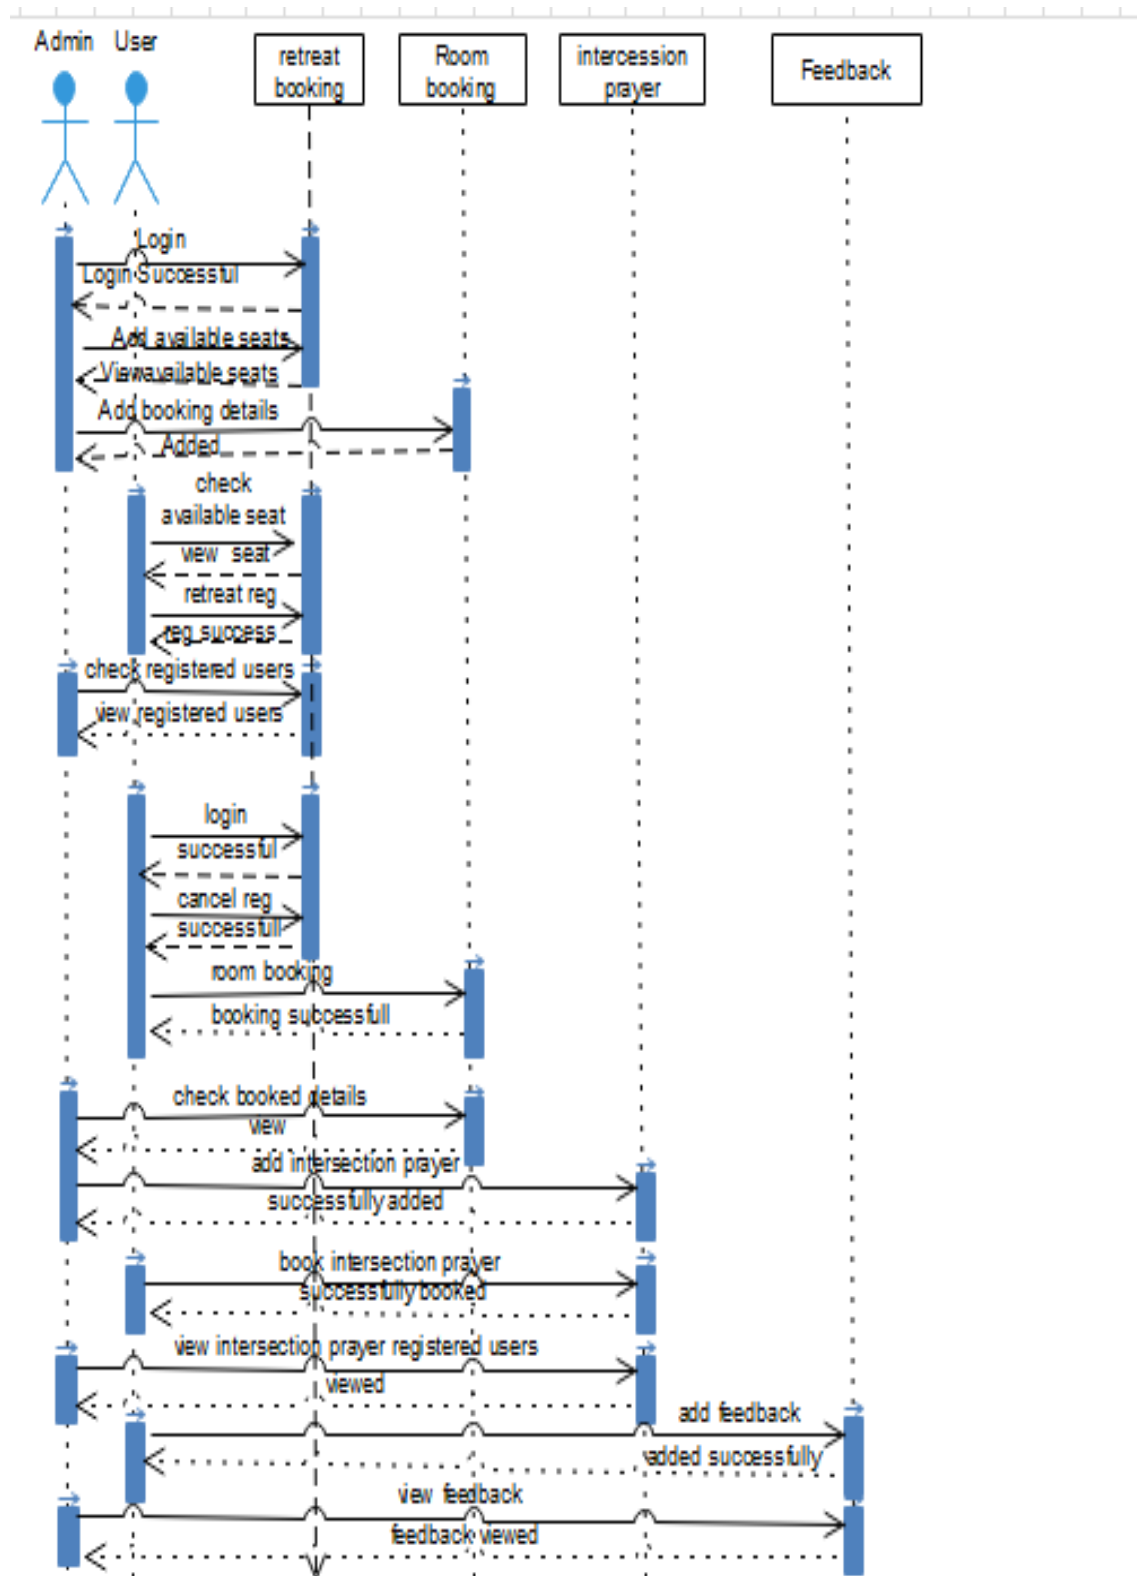 Admin User
retreat
booking
Room
booking
intercession
prayer
Feedback
Login
Login Successful
Add available seats
View available seats
Add booking details
Added
check
available seat
view seat
retreat reg
reg success
check registered users
view registered users
login
successful
cancel reg
successfull
room booking
booking successfull
check booked details
view
add intersection prayer
successfully added
book intersection prayer
successfully booked
view intersection prayer registered users
viewed
add feedback
added successfully
view feedback
feedback viewed